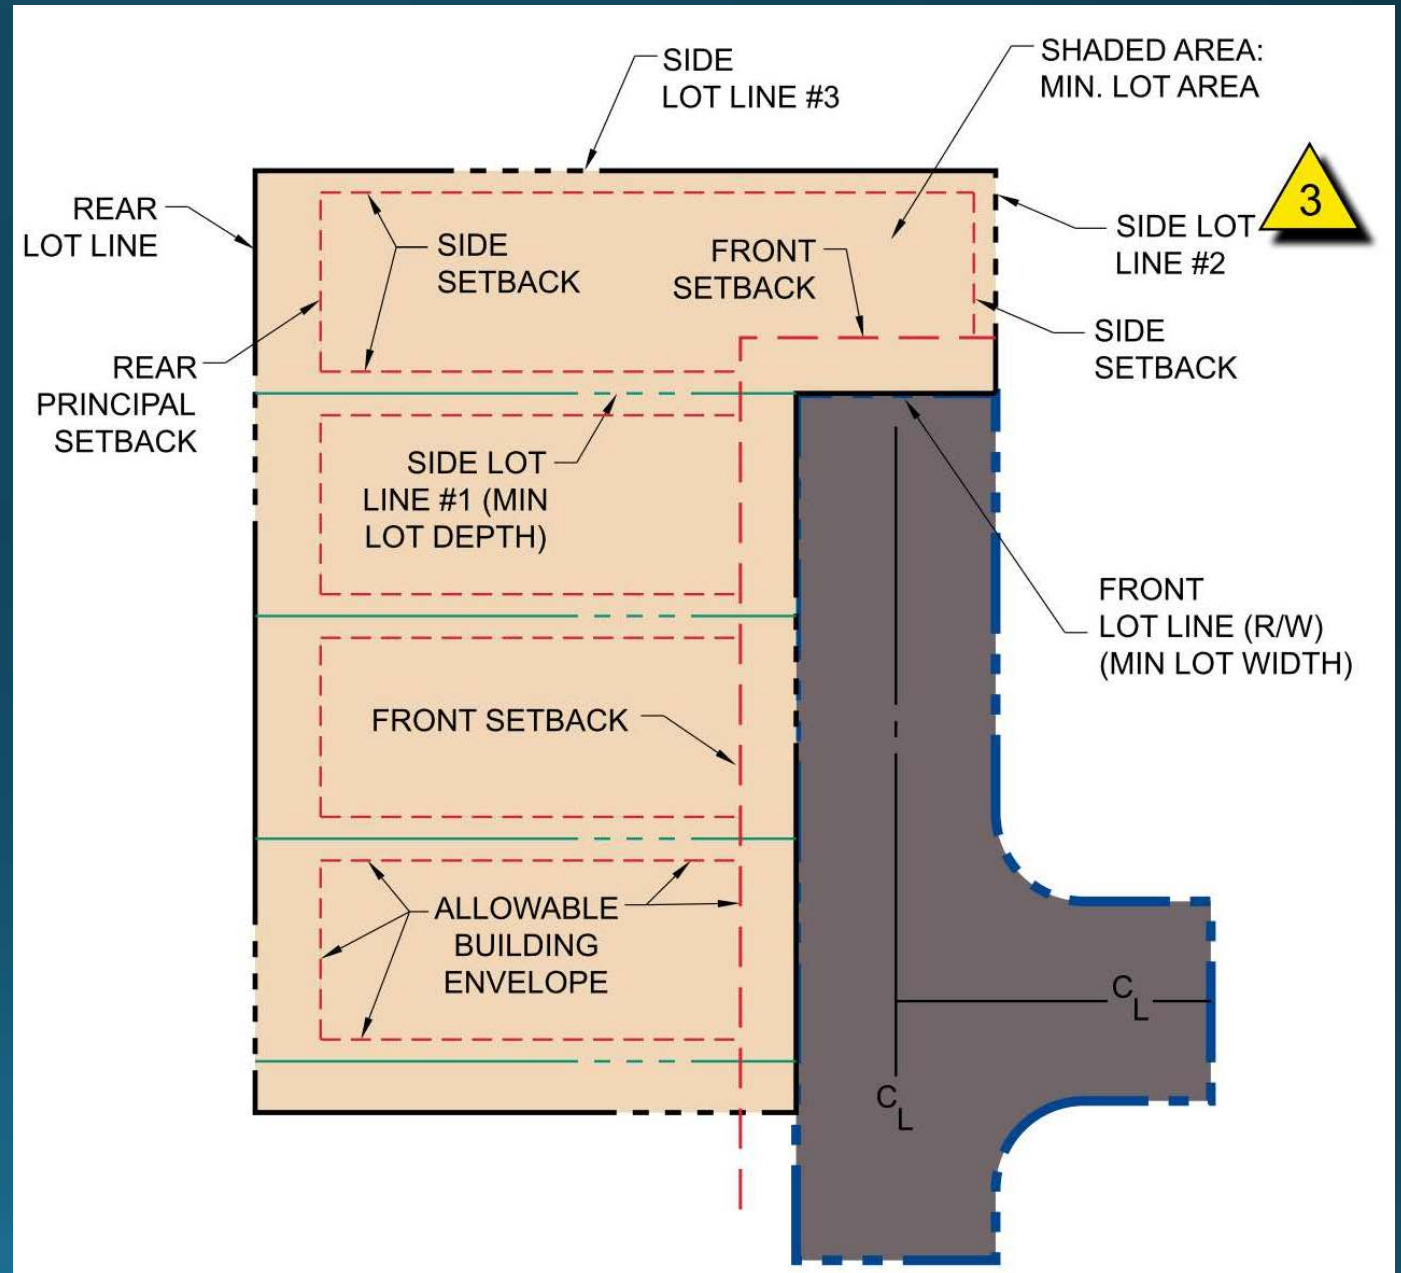 SIDE
LOT LINE #3
SHADED AREA:
MIN. LOT AREA
3
REAR
LOT LINE
SIDE
SETBACK
FRONT
SETBACK
SIDE LOT
LINE #2
SIDE
SETBACK
REAR
PRINCIPAL
SETBACK
SIDE LOT
LINE #1 (MIN
LOT DEPTH)
FRONT
LOT LINE (R/W)
(MIN LOT WIDTH)
FRONT SETBACK
ALLOWABLE
BUILDING
ENVELOPE
CL
CL